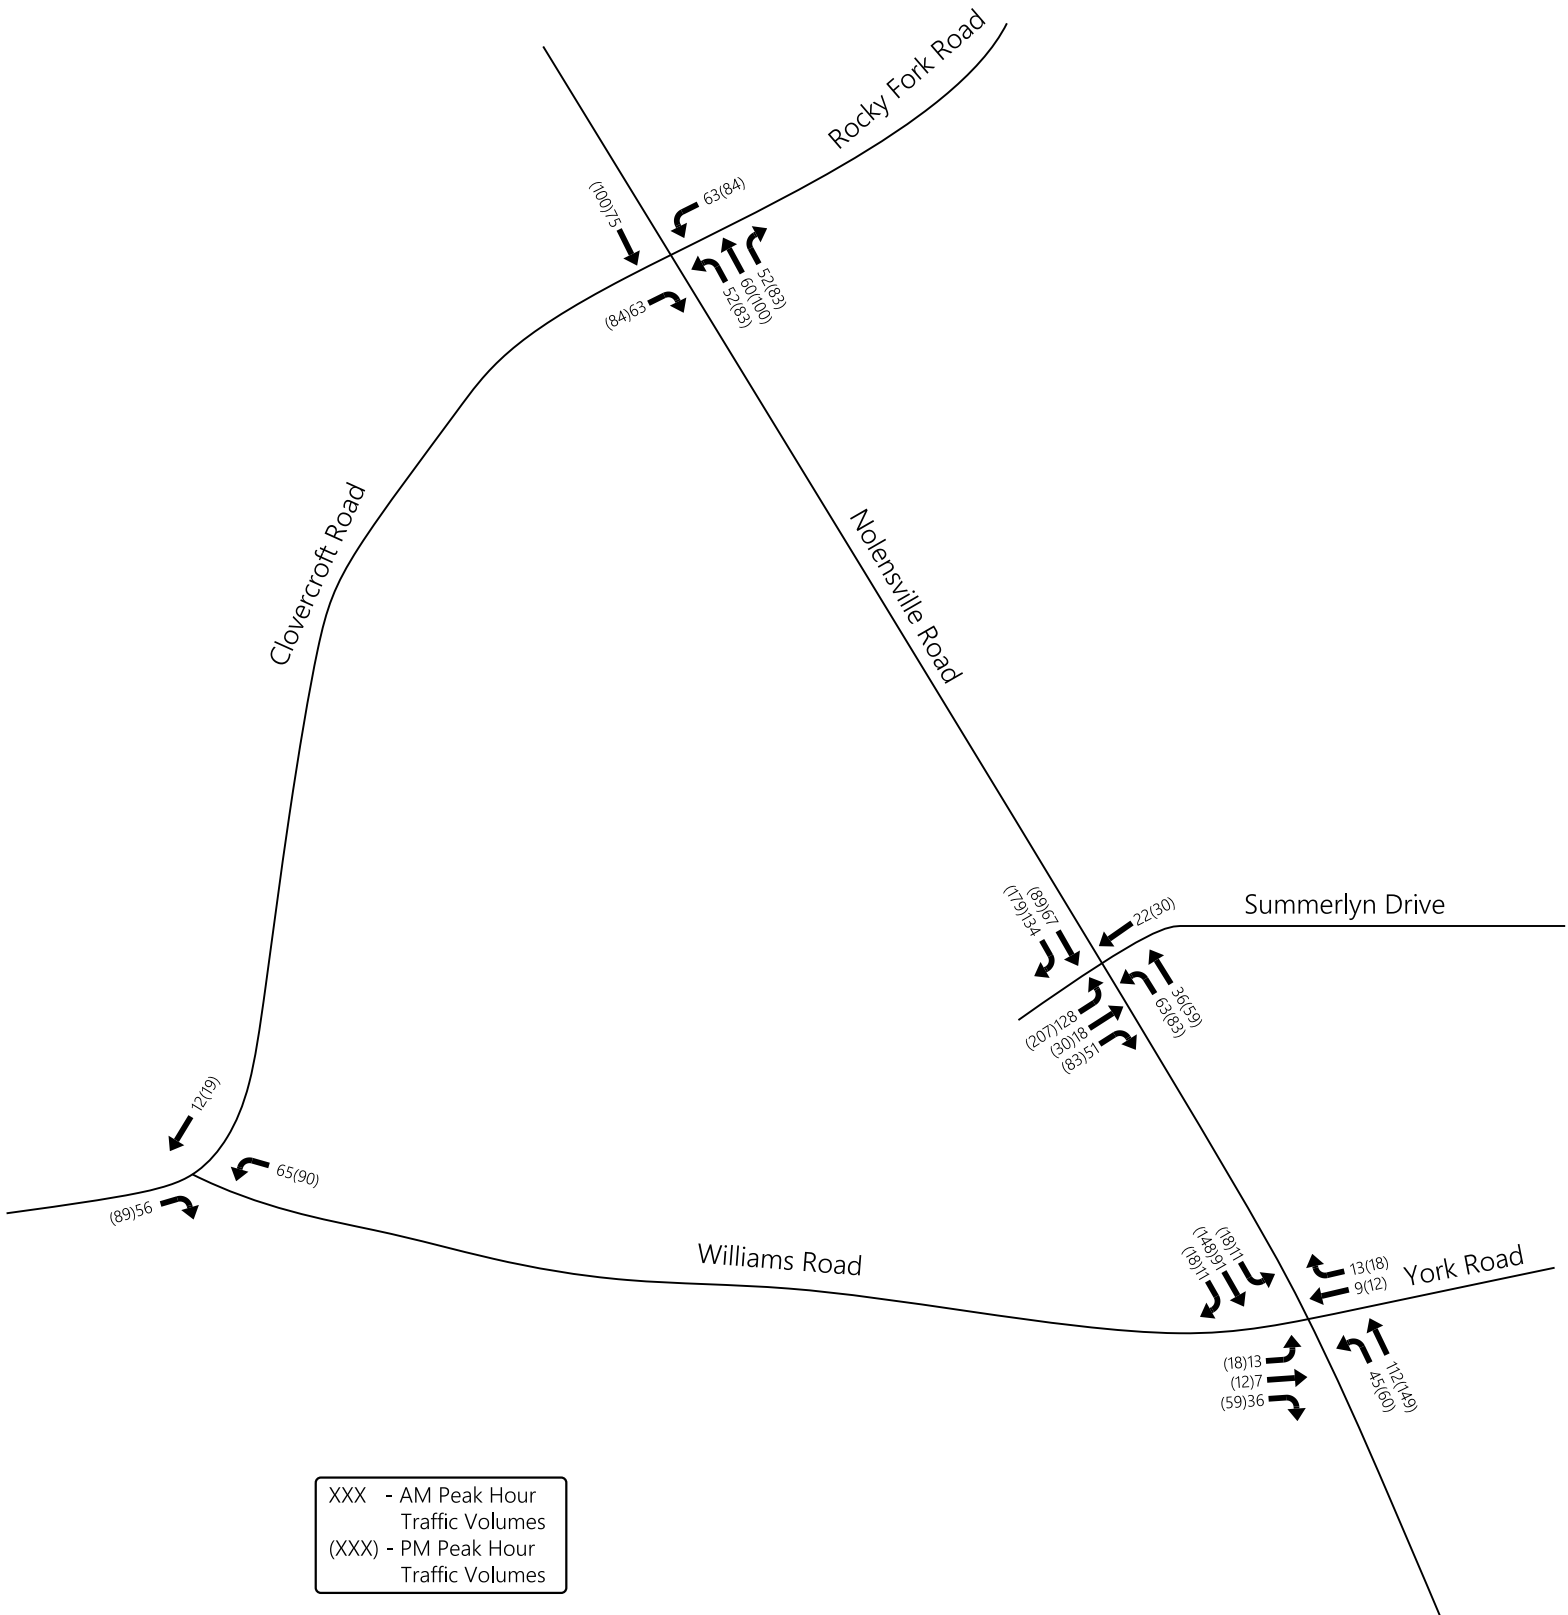 Rocky Fork Road
(100)75
63(84)
52(83)
60(100)
52(83)
(84)63
Clovercroft Road
Nolensville Road
(89)67
(179)134
22(30)
Summerlyn Drive
36(59)
63(83)
(207)128
(30)18
(83)51
12(19)
65(90)
(89)56
Williams Road
(18)11
(148)91
(18)11
13(18)
9(12)
York Road
(18)13
(12)7
(59)36
112(149)
45(60)
XXX - AM Peak Hour
Traffic Volumes
(XXX) - PM Peak Hour
Traffic Volumes